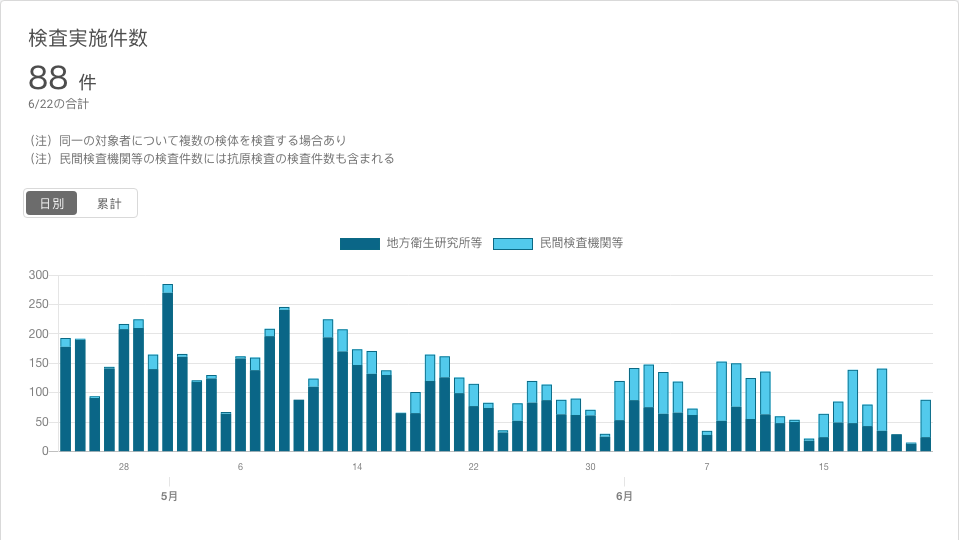 検査実施件数
88 件
6/22の合計
（注）同一の対象者について複数の検体を検査する場合あり
（注）民間検査機関等の検査件数には抗原検査の検査件数も含まれる
日別 累計
地方衛生研究所等 民間検査機関等
300
250
200
150
100
50
0
28 6 14 22 30 7 15
5月 6月